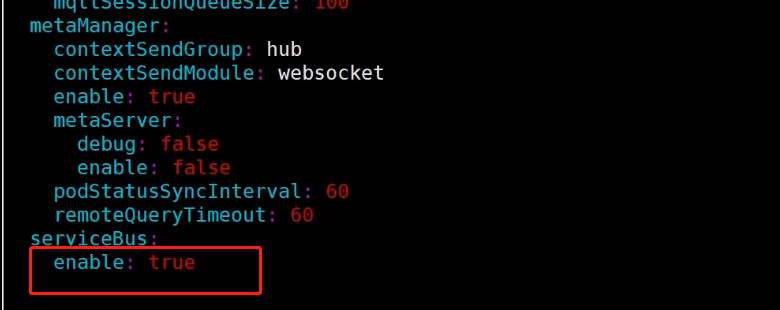 mqttSessionQueueSize: 100
metaManager:
contextSendGroup: hub
contextSendModule: websocket
enable: true
metaServer:
debug: false
enable: false
podStatusSyncInterval: 60
remoteQueryTimeout: 60
serviceBus:
enable: true